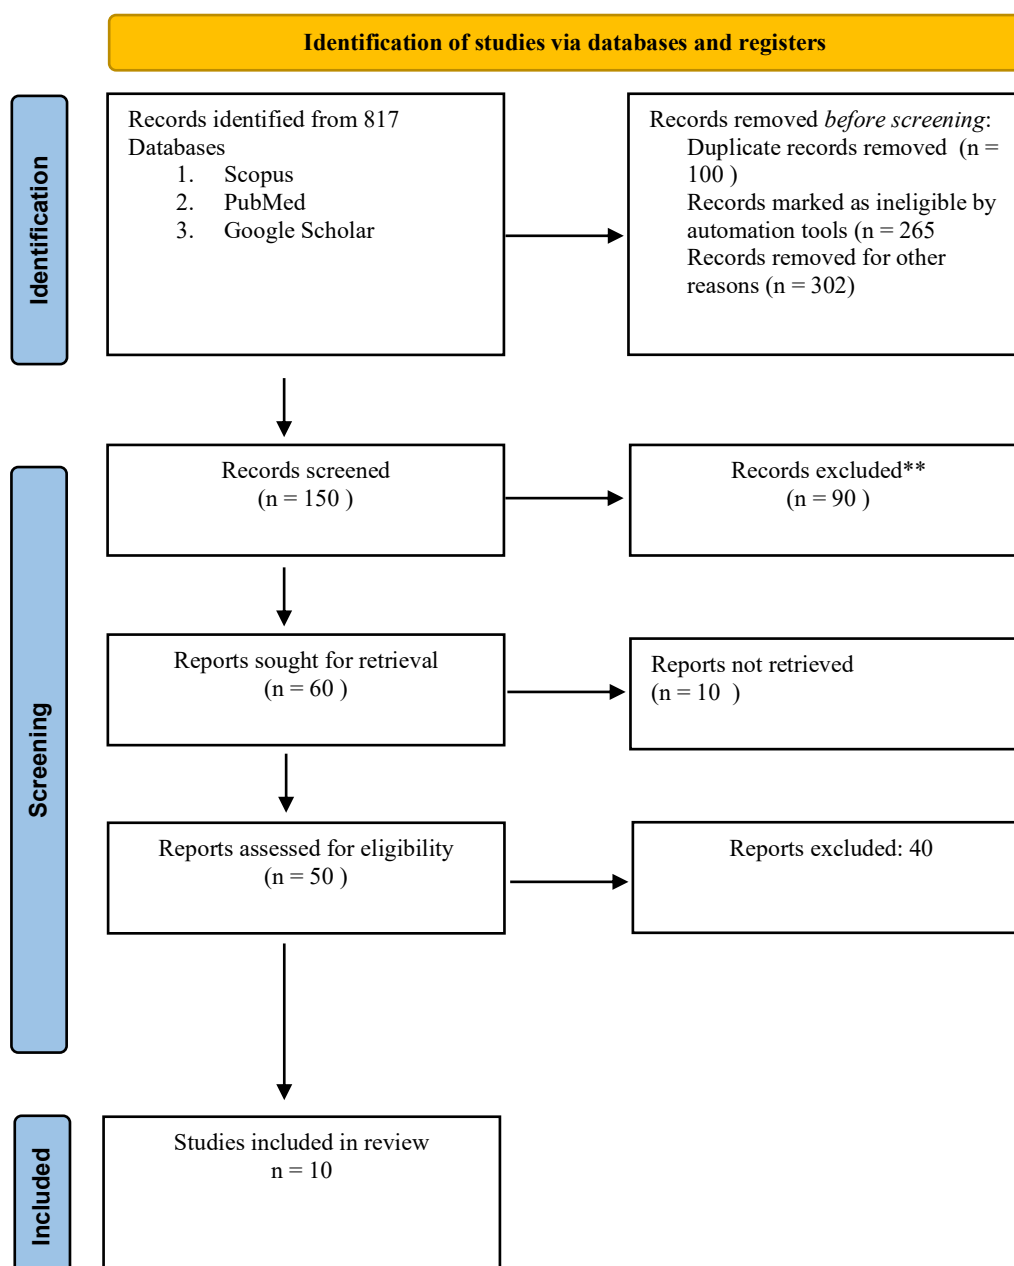 Identification of studies via databases and registers
Identification
Records identified from 817
Databases
1. Scopus
2. PubMed
3. Google Scholar
Records removed before screening:
Duplicate records removed (n =
100 )
Records marked as ineligible by
automation tools (n = 265
Records removed for other
reasons (n = 302)
Screening
Records screened
(n = 150 )
Records excluded**
(n = 90 )
Reports sought for retrieval
(n = 60 )
Reports not retrieved
(n = 10 )
Reports assessed for eligibility
(n = 50 )
Reports excluded: 40
Included
Studies included in review
n = 10